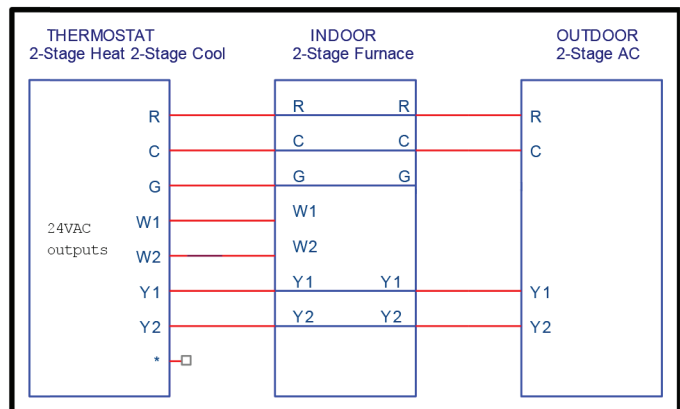 THERMOSTAT INDOOR OUTDOOR
2-Stage Heat 2-Stage Cool 2-Stage Furnace 2-Stage AC
R R R R
C C C C
G G G
W1 W1
24VAC
outputs
W2 W2
Y1 Y1 Y1 Y1
Y2 Y2 Y2 Y2
*